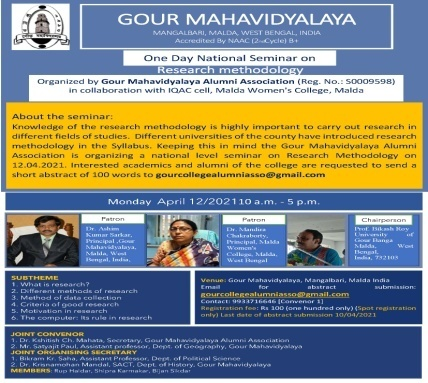 GOUR MAHAVIDYALAYA
MANGALBARI, MALDA, WEST BENGAL, INDIA
Accredited By NAAC (2ndCycle) B+
One Day National Seminar on
Research methodology
Organized by Gour Mahavidyalaya Alumni Association (Reg. No.: S0009598)
in collaboration with IQAC cell, Malda Women's College, Malda
About the seminar:
Knowledge of the research methodology is highly important to carry out research in
different fields of studies. Different universities of the county have introduced research
methodology in the Syllabus. Keeping this in mind the Gour Mahavidyalaya Alumni
Association is organizing a national level seminar on Research Methodology on
12.04.2021. Interested academics and alumni of the college are requested to send a
short abstract of 100 words to gourcollegealumniasso@gmail.com
Monday April 12/202110 a.m. - 5 p.m.
Patron
Dr. Ashim
Kumar Sarkar,
Principal ,Gour
Mahavidyalaya,
Malda, West
Bengal, India,
Patron
Dr. Mandira
Chakraborty,
Principal, Malda
Women's
College, Malda,
West Bengal
Chairperson
Prof. Bikash Roy
University of
Gour Banga
Malda, West
Bengal,
India, 732103
SUBTHEME
1. What is research?
2. Different methods of research
3. Method of data collection
4. Criteria of good research
5. Motivation in research
6. The computer: Its rule in research
Venue: Gour Mahavidyalaya, Mangalbari, Malda India
Email for abstract submission:
gourcollegealumniasso@gmail.com
Contact: 9933716646 [Convenor 1]
Registration fee: Rs 100 (one hundred only) (Spot registration
only) Last date of abstract submission 10/04/2021
JOINT CONVENOR
1. Dr. Kshitish Ch. Mahata, Secretary, Gour Mahavidyalaya Alumni Association
2. Mr. Satyajit Paul, Assistant professor, Dept. of Geography, Gour Mahavidyalaya
JOINT ORGANISING SECRETARY
1. Bikram Kr. Saha, Assistant Professor, Dept. of Political Science
2. Dr. Krisnamohan Mandal, SACT, Dept. of History, Gour Mahavidyalaya
MEMBERS: Rup Haldar, Shipra Karmakar, Bijan Sikdar